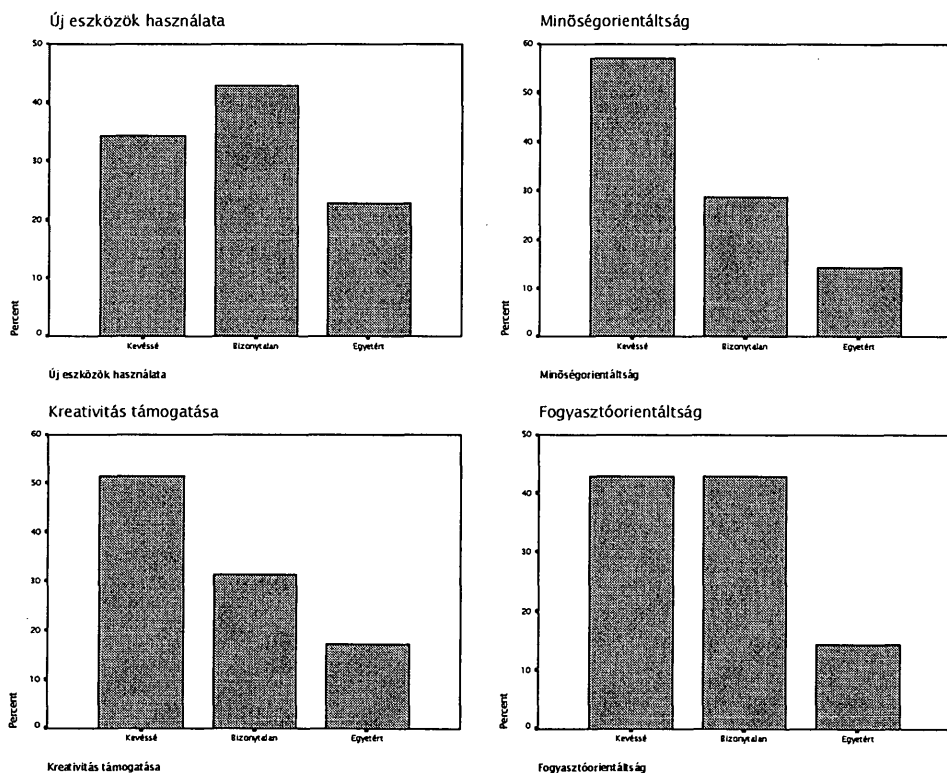 Új eszközök használata
50
40
30
20
10
0
Percent
Kevéssé Bizonytalan Egyetért
Új eszközök használata
Minőségorientáltság
60
50
40
30
20
10
0
Percent
Kevéssé Bizonytalan Egyetért
Minőségorientáltság
Kreativitás támogatása
60
50
40
30
20
10
0
Percent
Kevéssé Bizonytalan Egyetért
Kreativitás támogatása
Fogyasztóorientáltság
50
40
30
20
10
0
Percent
Kevéssé Bizonytalan Egyetért
Fogyasztóorientáltság